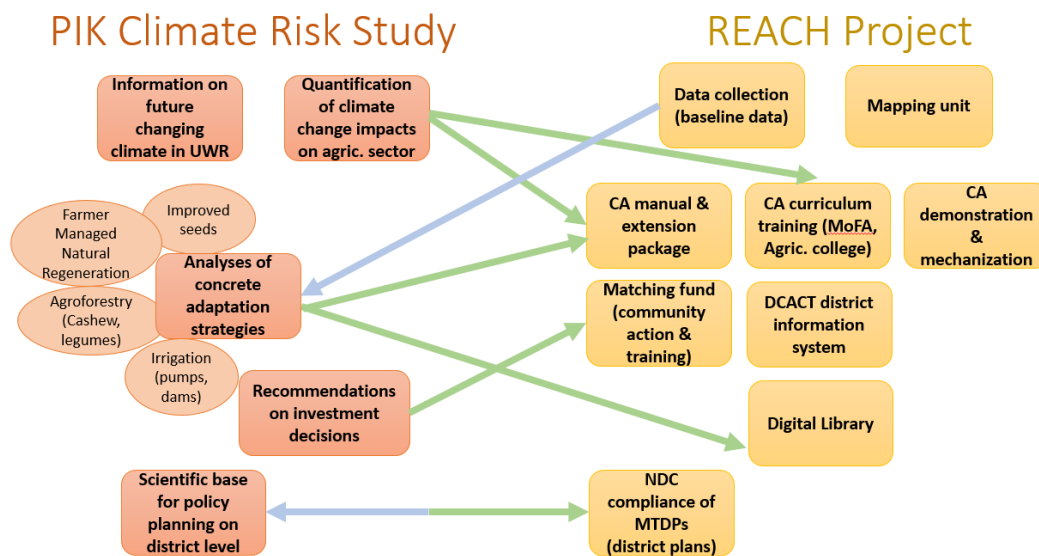 PIK Climate Risk Study
REACH Project
Information on
future
changing
climate in UWR
Quantification
of climate
change impacts
on agric. sector
Data collection
(baseline data)
Mapping unit
Farmer
Managed
Natural
Regeneration
Improved
seeds
Analyses of
concrete
adaptation
strategies
Agroforestry
(Cashew,
legumes)
Irrigation
(pumps,
dams)
CA manual &
extension
package
CA curriculum
training (MoFA,
Agric. college)
CA
demonstration
&
mechanization
Matching fund
(community
action &
training)
DCACT district
information
system
Recommendations
on investment
decisions
Digital Library
Scientific base
for policy
planning on
district level
NDC
compliance of
MTDPs
(district plans)